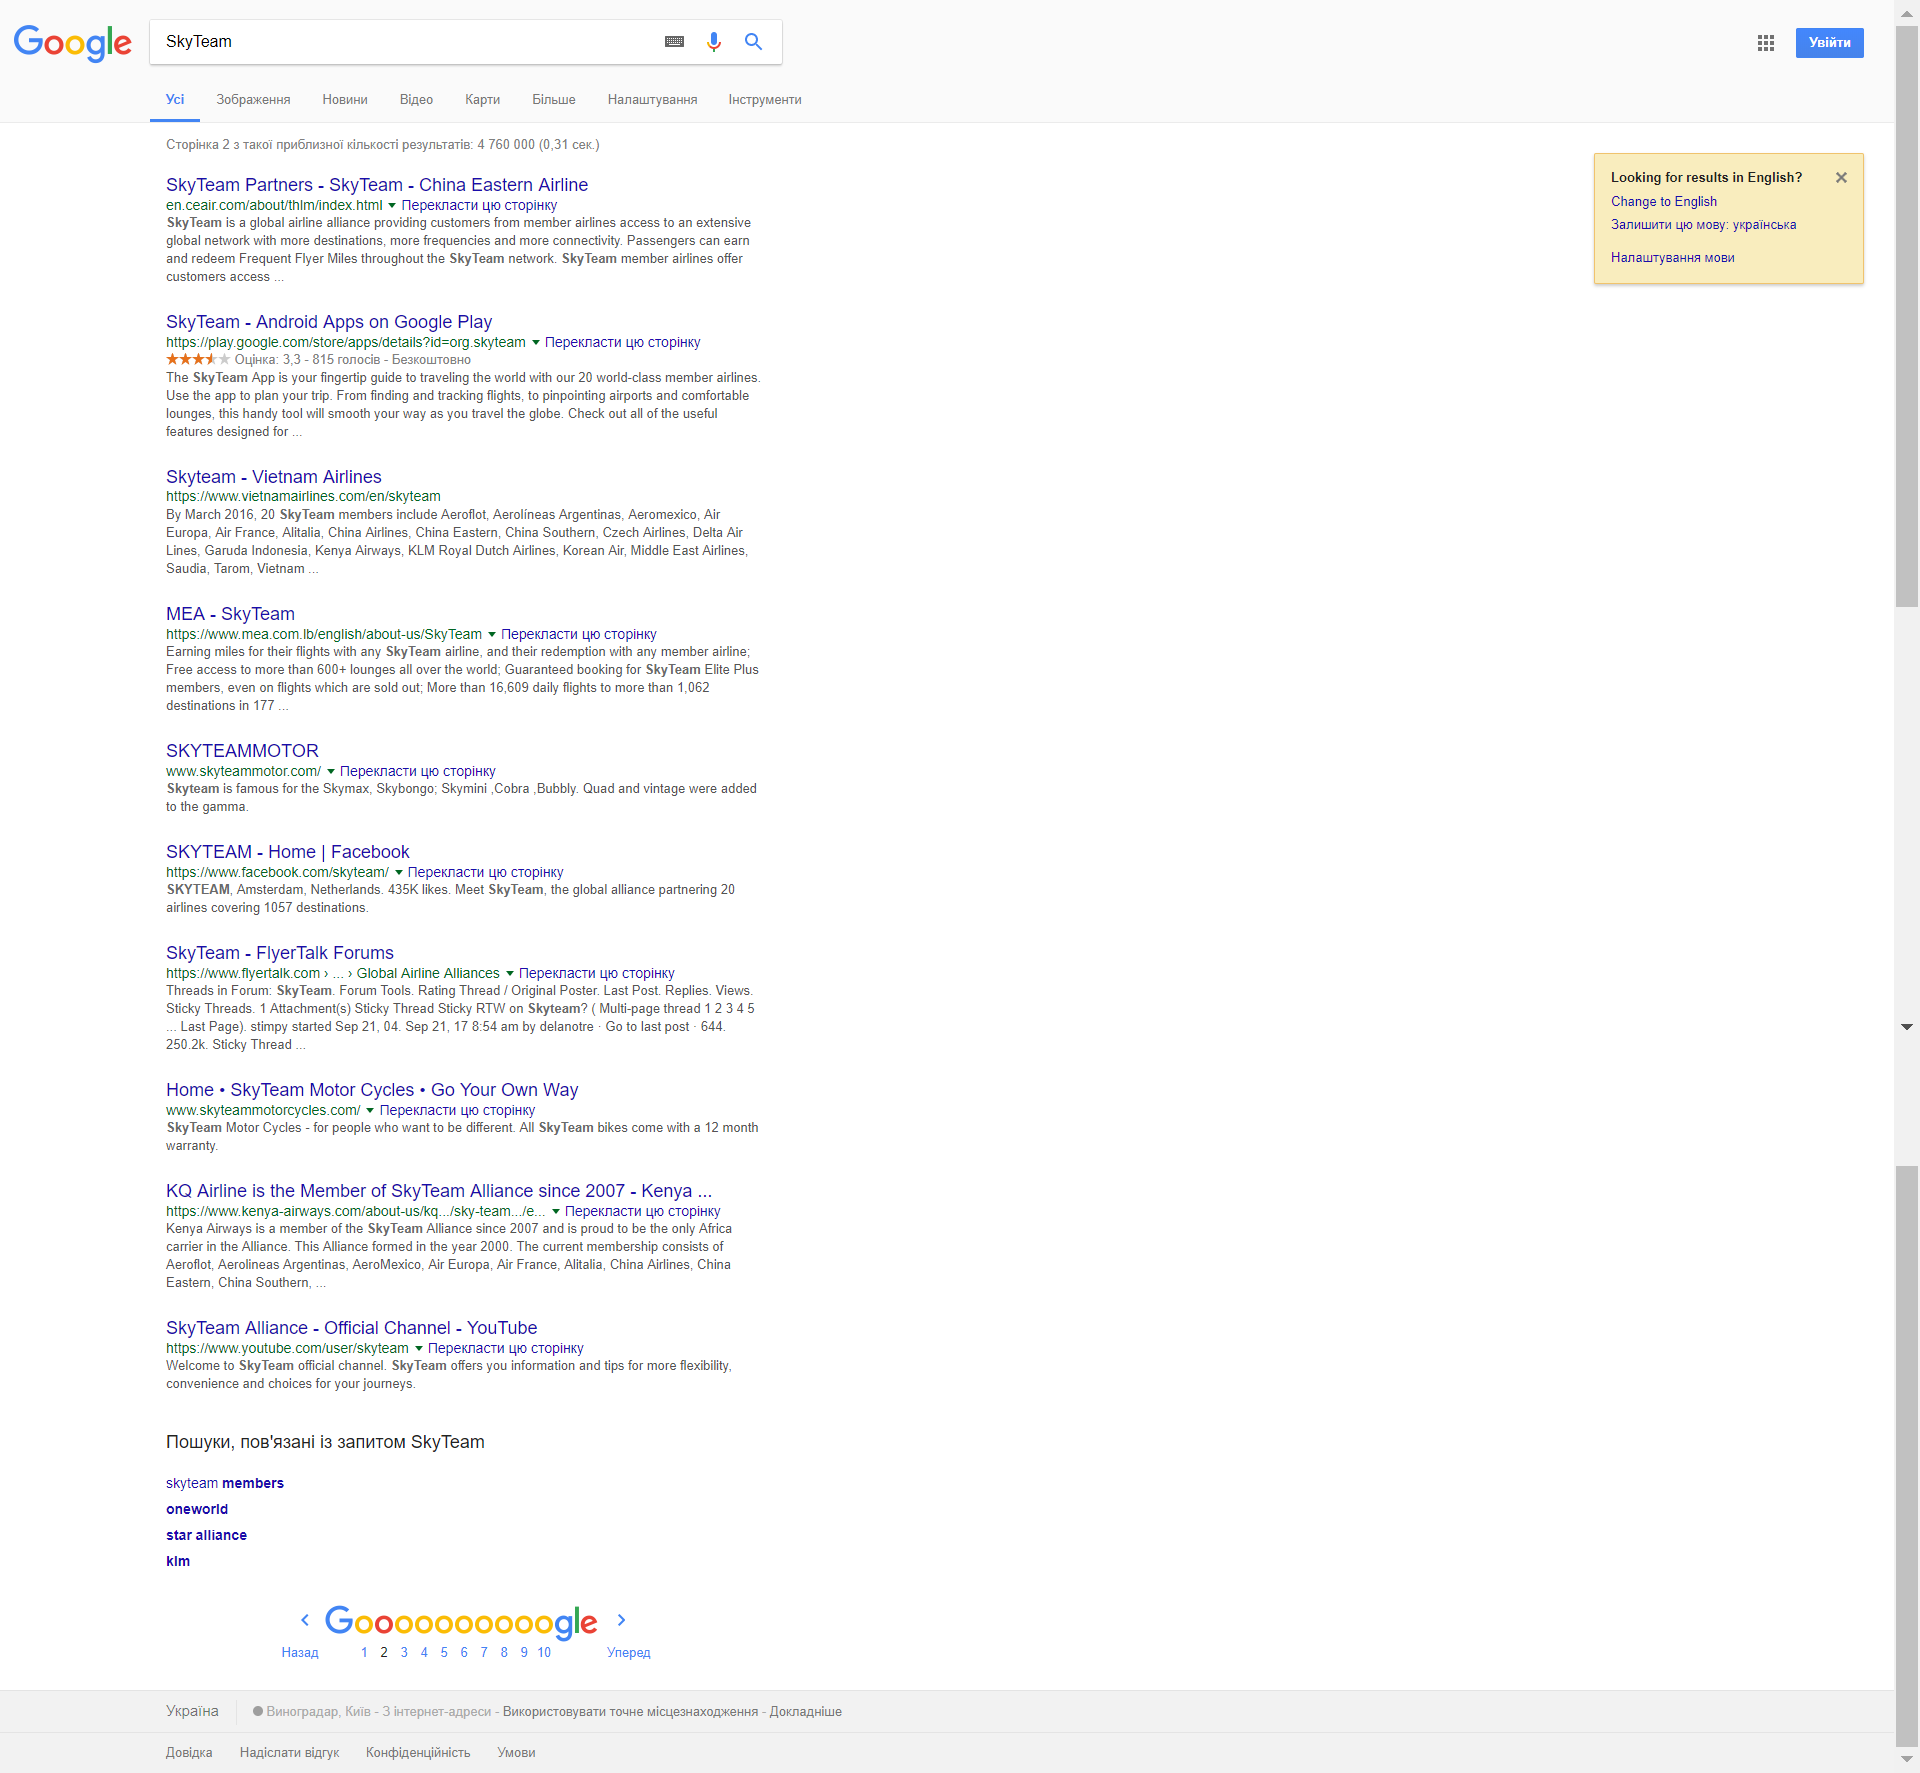 Google
SkyTeam
Увійти
Усі
Зображення
Новини
Відео
Карти
Більше
Налаштування
Інструменти
Сторінка 2 з такої приблизної кількості результатів: 4 760 000 (0,31 сек.)
Looking for results in English?
Change to English
Залишити цю мову: українська
Налаштування мови
SkyTeam Partners - SkyTeam - China Eastern Airline
en.ceair.com/about/thlm/index.html Перекласти цю сторінку
SkyTeam is a global airline alliance providing customers from member airlines access to an extensive
global network with more destinations, more frequencies and more connectivity. Passengers can earn
and redeem Frequent Flyer Miles throughout the SkyTeam network. SkyTeam member airlines offer
customers access ...
SkyTeam - Android Apps on Google Play
https://play.google.com/store/apps/details?id=org.skyteam Перекласти цю сторінку
Оцінка: 3,3 - 815 голосів - Безкоштовно
The SkyTeam App is your fingertip guide to traveling the world with our 20 world-class member airlines.
Use the app to plan your trip. From finding and tracking flights, to pinpointing airports and comfortable
lounges, this handy tool will smooth your way as you travel the globe. Check out all of the useful
features designed for ...
Skyteam - Vietnam Airlines
https://www.vietnamairlines.com/en/skyteam
By March 2016, 20 SkyTeam members include Aeroflot, Aerolíneas Argentinas, Aeromexico, Air
Europa, Air France, Alitalia, China Airlines, China Eastern, China Southern, Czech Airlines, Delta Air
Lines, Garuda Indonesia, Kenya Airways, KLM Royal Dutch Airlines, Korean Air, Middle East Airlines,
Saudia, Tarom, Vietnam ...
MEA - SkyTeam
https://www.mea.com.lb/english/about-us/SkyTeam Перекласти цю сторінку
Earning miles for their flights with any SkyTeam airline, and their redemption with any member airline;
Free access to more than 600+ lounges all over the world; Guaranteed booking for SkyTeam Elite Plus
members, even on flights which are sold out; More than 16,609 daily flights to more than 1,062
destinations in 177 ...
SKYTEAMMOTOR
www.skyteammotor.com/ Перекласти цю сторінку
Skyteam is famous for the Skymax, Skybongo; Skymini ,Cobra ,Bubbly. Quad and vintage were added
to the gamma.
SKYTEAM - Home | Facebook
https://www.facebook.com/skyteam/ Перекласти цю сторінку
SKYTEAM, Amsterdam, Netherlands. 435K likes. Meet SkyTeam, the global alliance partnering 20
airlines covering 1057 destinations.
SkyTeam - FlyerTalk Forums
https://www.flyertalk.com › ... › Global Airline Alliances Перекласти цю сторінку
Threads in Forum: SkyTeam. Forum Tools. Rating Thread / Original Poster. Last Post. Replies. Views.
Sticky Threads. 1 Attachment(s) Sticky Thread Sticky RTW on Skyteam? ( Multi-page thread 1 2 3 4 5
... Last Page). stimpy started Sep 21, 04. Sep 21, 17 8:54 am by delanotre · Go to last post · 644.
250.2k. Sticky Thread ...
Home • SkyTeam Motor Cycles • Go Your Own Way
www.skyteammotorcycles.com/ Перекласти цю сторінку
SkyTeam Motor Cycles - for people who want to be different. All SkyTeam bikes come with a 12 month
warranty.
KQ Airline is the Member of SkyTeam Alliance since 2007 - Kenya ...
https://www.kenya-airways.com/about-us/kq.../sky-team.../e... Перекласти цю сторінку
Kenya Airways is a member of the SkyTeam Alliance since 2007 and is proud to be the only Africa
carrier in the Alliance. This Alliance formed in the year 2000. The current membership consists of
Aeroflot, Aerolineas Argentinas, AeroMexico, Air Europa, Air France, Alitalia, China Airlines, China
Eastern, China Southern, ...
SkyTeam Alliance - Official Channel - YouTube
https://www.youtube.com/user/skyteam Перекласти цю сторінку
Welcome to SkyTeam official channel. SkyTeam offers you information and tips for more flexibility,
convenience and choices for your journeys.
Пошуки, пов'язані із запитом SkyTeam
skyteam members
oneworld
star alliance
klm
Goooooooooogle
Назад 1 2 3 4 5 6 7 8 9 10 Уперед
Україна
Виноградар, Київ - З інтернет-адреси - Використовувати точне місцезнаходження - Докладніше
Довідка
Надіслати відгук
Конфіденційність
Умови